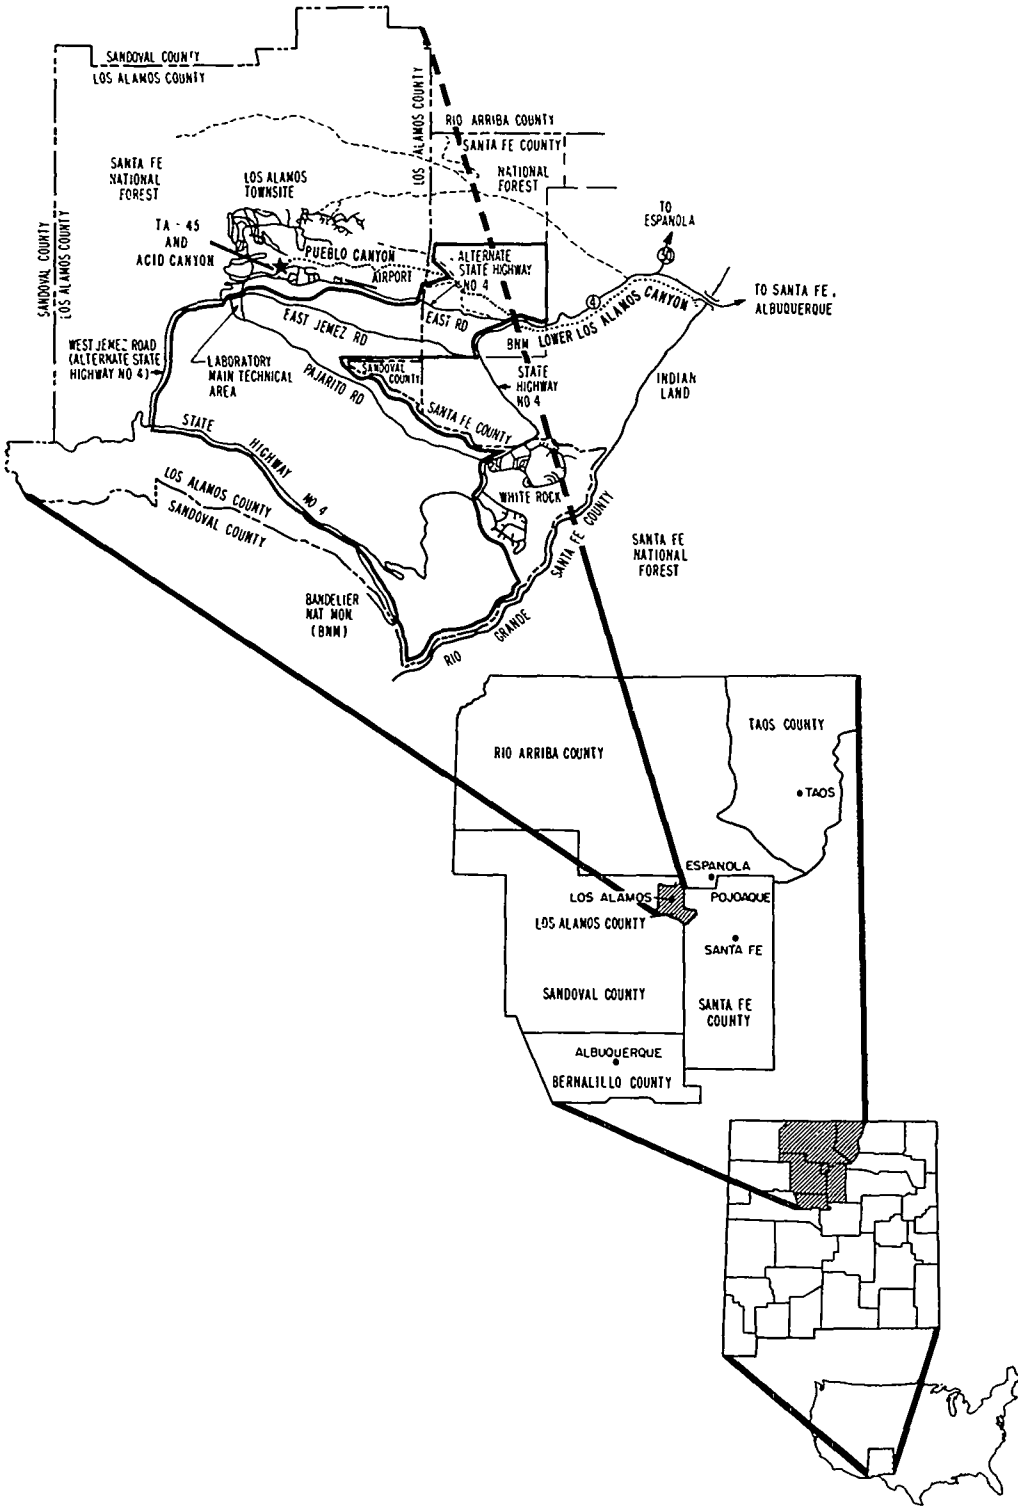 SANDOVAL COUNTY
LOS ALAMOS COUNTY
LOS ALAMOS COUNTY
RIO ARRIBA COUNTY
SANTA FE COUNTY
SANTA FE
NATIONAL
FOREST
NATIONAL
FOREST
LOS ALAMOS
TOWNSITE
TO
ESPANOLA
TA - 45
AND
ACID CANYON
PUEBLO CANYON
AIRPORT
ALTERNATE
STATE HIGHWAY
NO 4
SANDOVAL COUNTY
LOS ALAMOS COUNTY
4
TO SANTA FE,
ALBUQUERQUE
EAST JEMEZ RD
EAST RD
BNM
LOWER LOS ALAMOS CANYON
WEST JEMEZ ROAD
(ALTERNATE STATE
HIGHWAY NO 4)
LABORATORY
MAIN TECHNICAL
AREA
PAJARITO RD
SANDOVAL
COUNTY
STATE
HIGHWAY
NO 4
INDIAN
LAND
SANTA FE COUNTY
STATE
HIGHWAY
NO 4
LOS ALAMOS COUNTY
SANDOVAL COUNTY
WHITE ROCK
SANTA FE COUNTY
SANTA FE
NATIONAL
FOREST
BANDELIER
NAT MON.
(BNM)
RIO
GRANDE
TAOS COUNTY
RIO ARRIBA COUNTY
TAOS
ESPANOLA
LOS ALAMOS
POJOAQUE
LOS ALAMOS COUNTY
SANTA FE
SANDOVAL COUNTY
SANTA FE
COUNTY
ALBUQUERQUE
BERNALILLO COUNTY